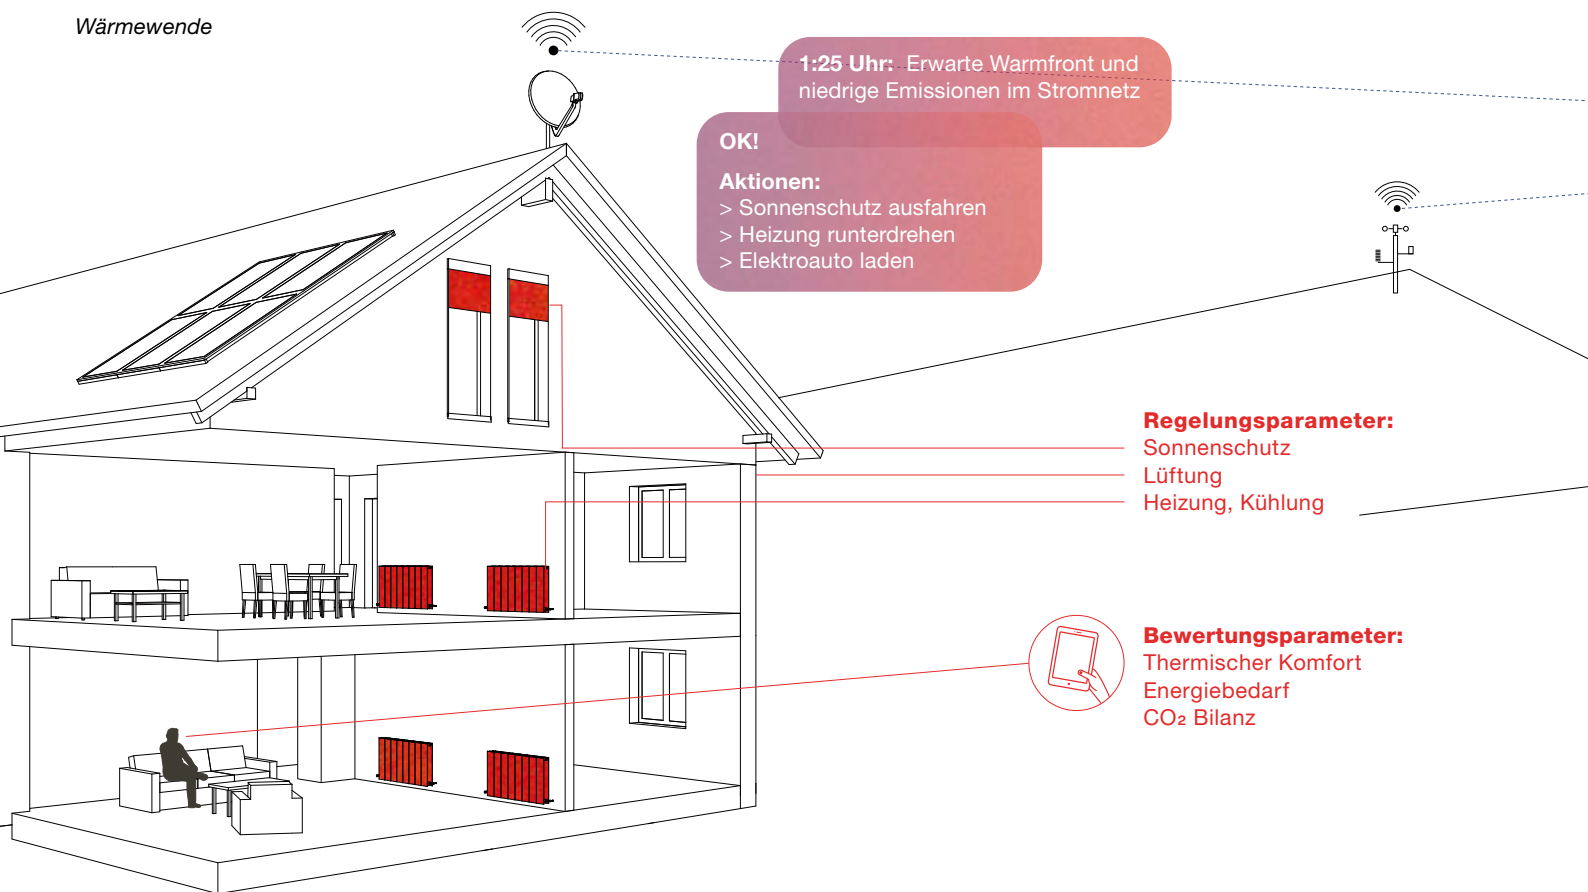 Wärmewende
1:25 Uhr: Erwarte Warmfront und
niedrige Emissionen im Stromnetz
OK!
Aktionen:
> Sonnenschutz ausfahren
> Heizung runterdrehen
> Elektroauto laden
Regelungsparameter:
Sonnenschutz
Lüftung
Heizung, Kühlung
Bewertungsparameter:
Thermischer Komfort
Energiebedarf
CO₂ Bilanz